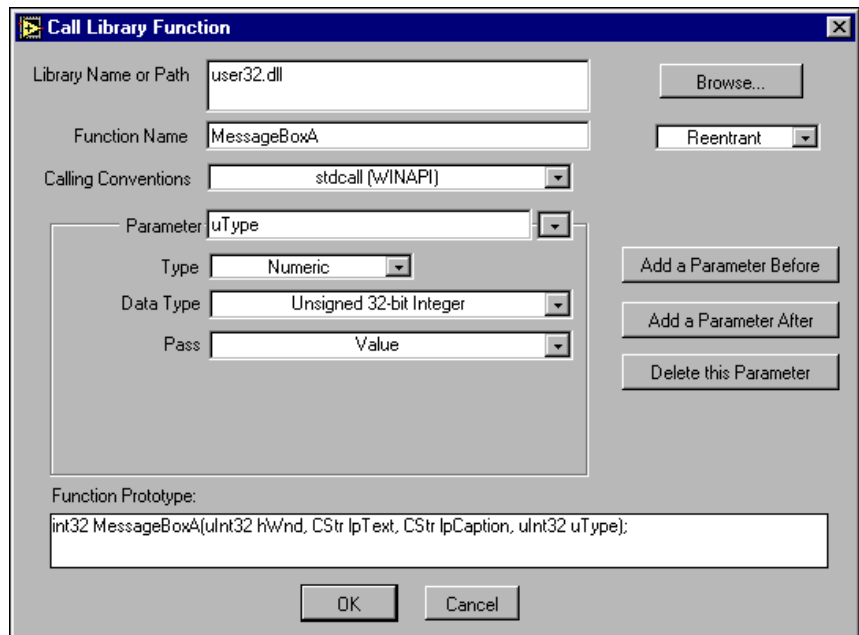 Call Library Function
Library Name or Path user32.dll Browse...
Function Name MessageBoxA Reentrant
Calling Conventions stdcall (WINAPI)
Parameter uType
Type Numeric Add a Parameter Before
Data Type Unsigned 32-bit Integer Add a Parameter After
Pass Value Delete this Parameter
Function Prototype:
int32 MessageBoxA(uInt32 hWnd, CStr lpText, CStr lpCaption, uInt32 uType);
OK Cancel